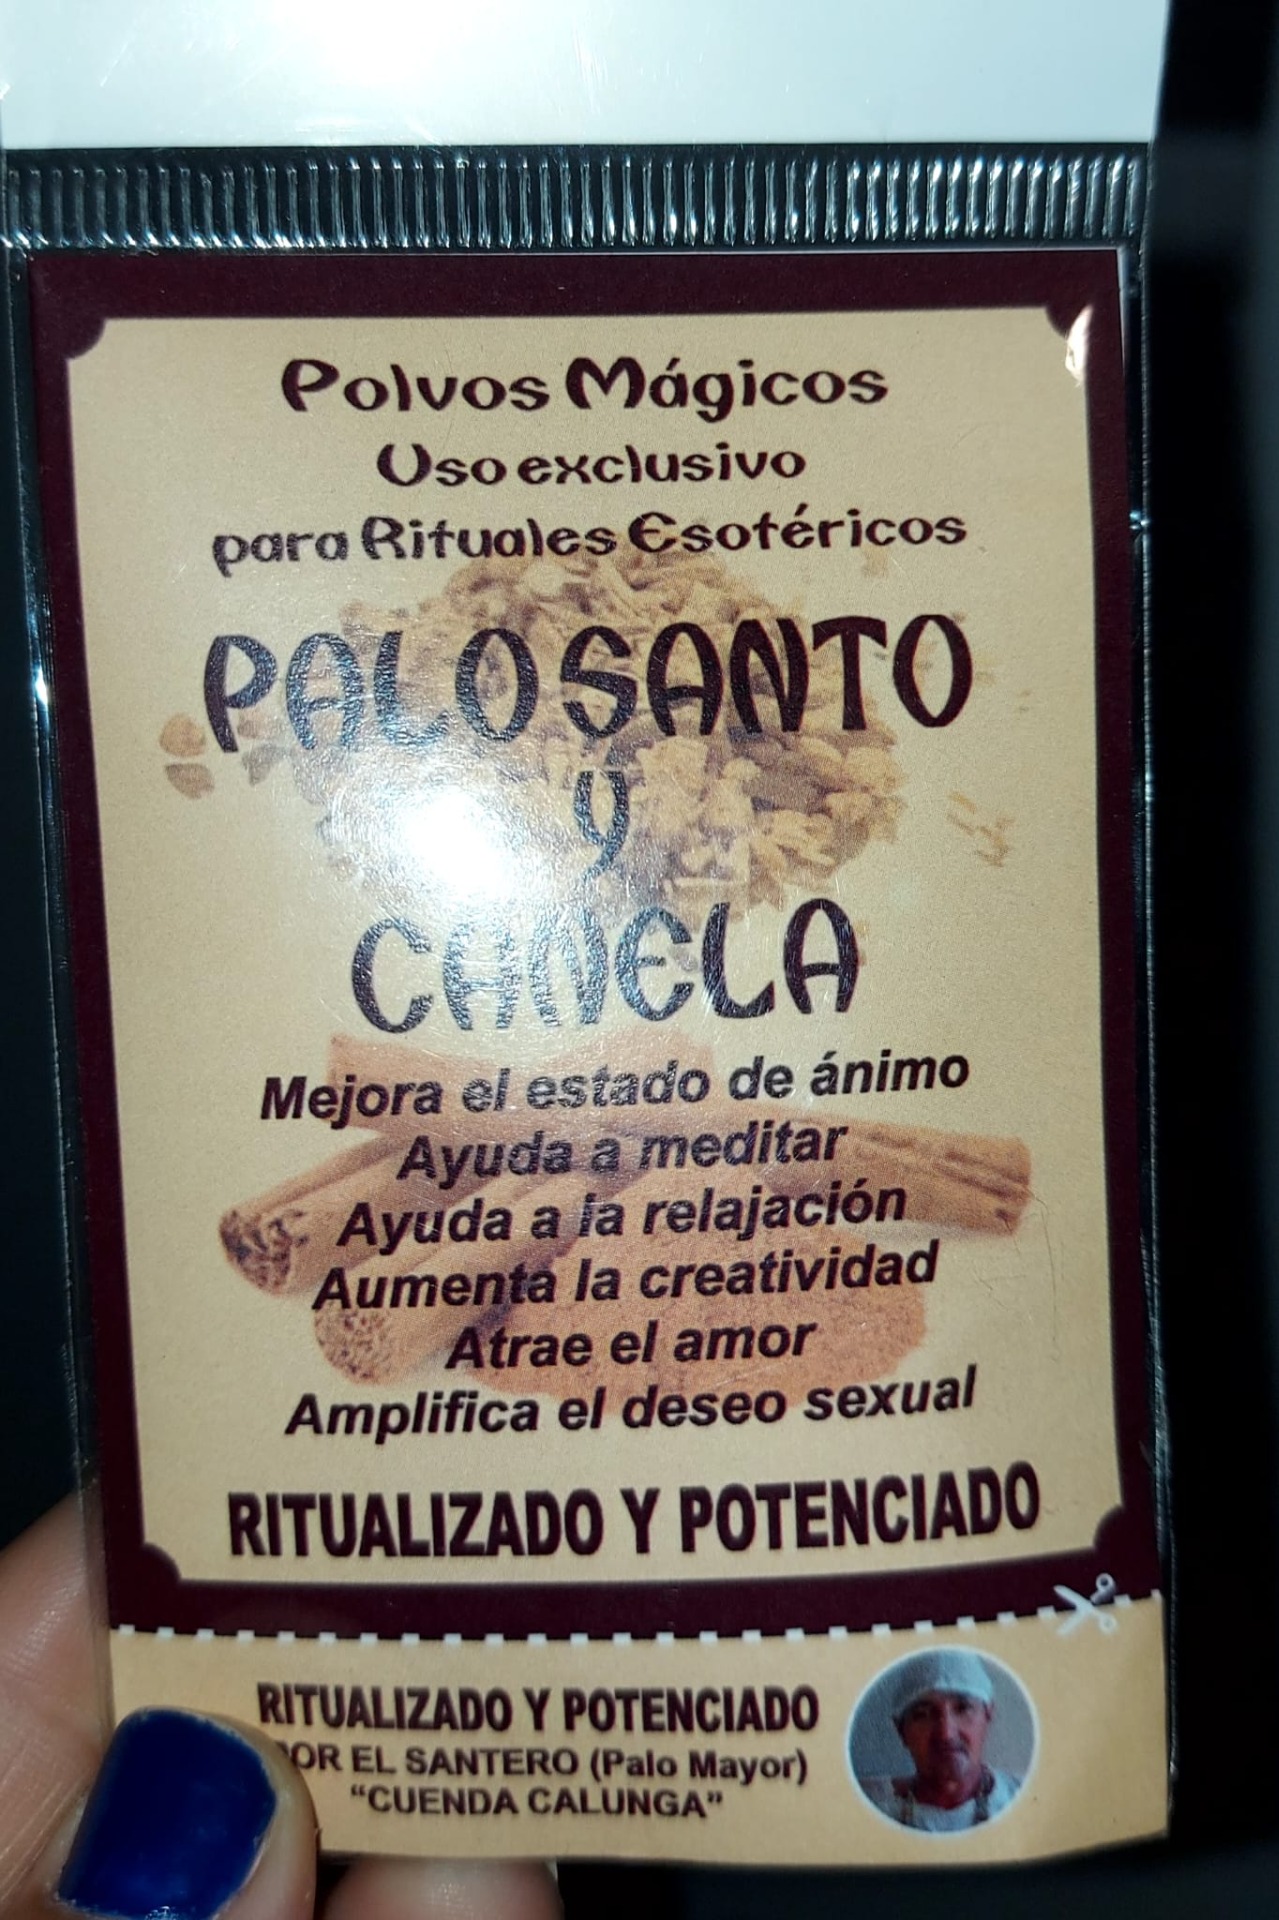 Polvos Mágicos
Uso exclusivo
para Rituales Esotéricos
PALO SANTO
y
CANELA
Mejora el estado de ánimo
Ayuda a meditar
Ayuda a la relajación
Aumenta la creatividad
Atrae el amor
Amplifica el deseo sexual
RITUALIZADO Y POTENCIADO
RITUALIZADO Y POTENCIADO
POR EL SANTERO (Palo Mayor)
"CUENDA CALUNGA"